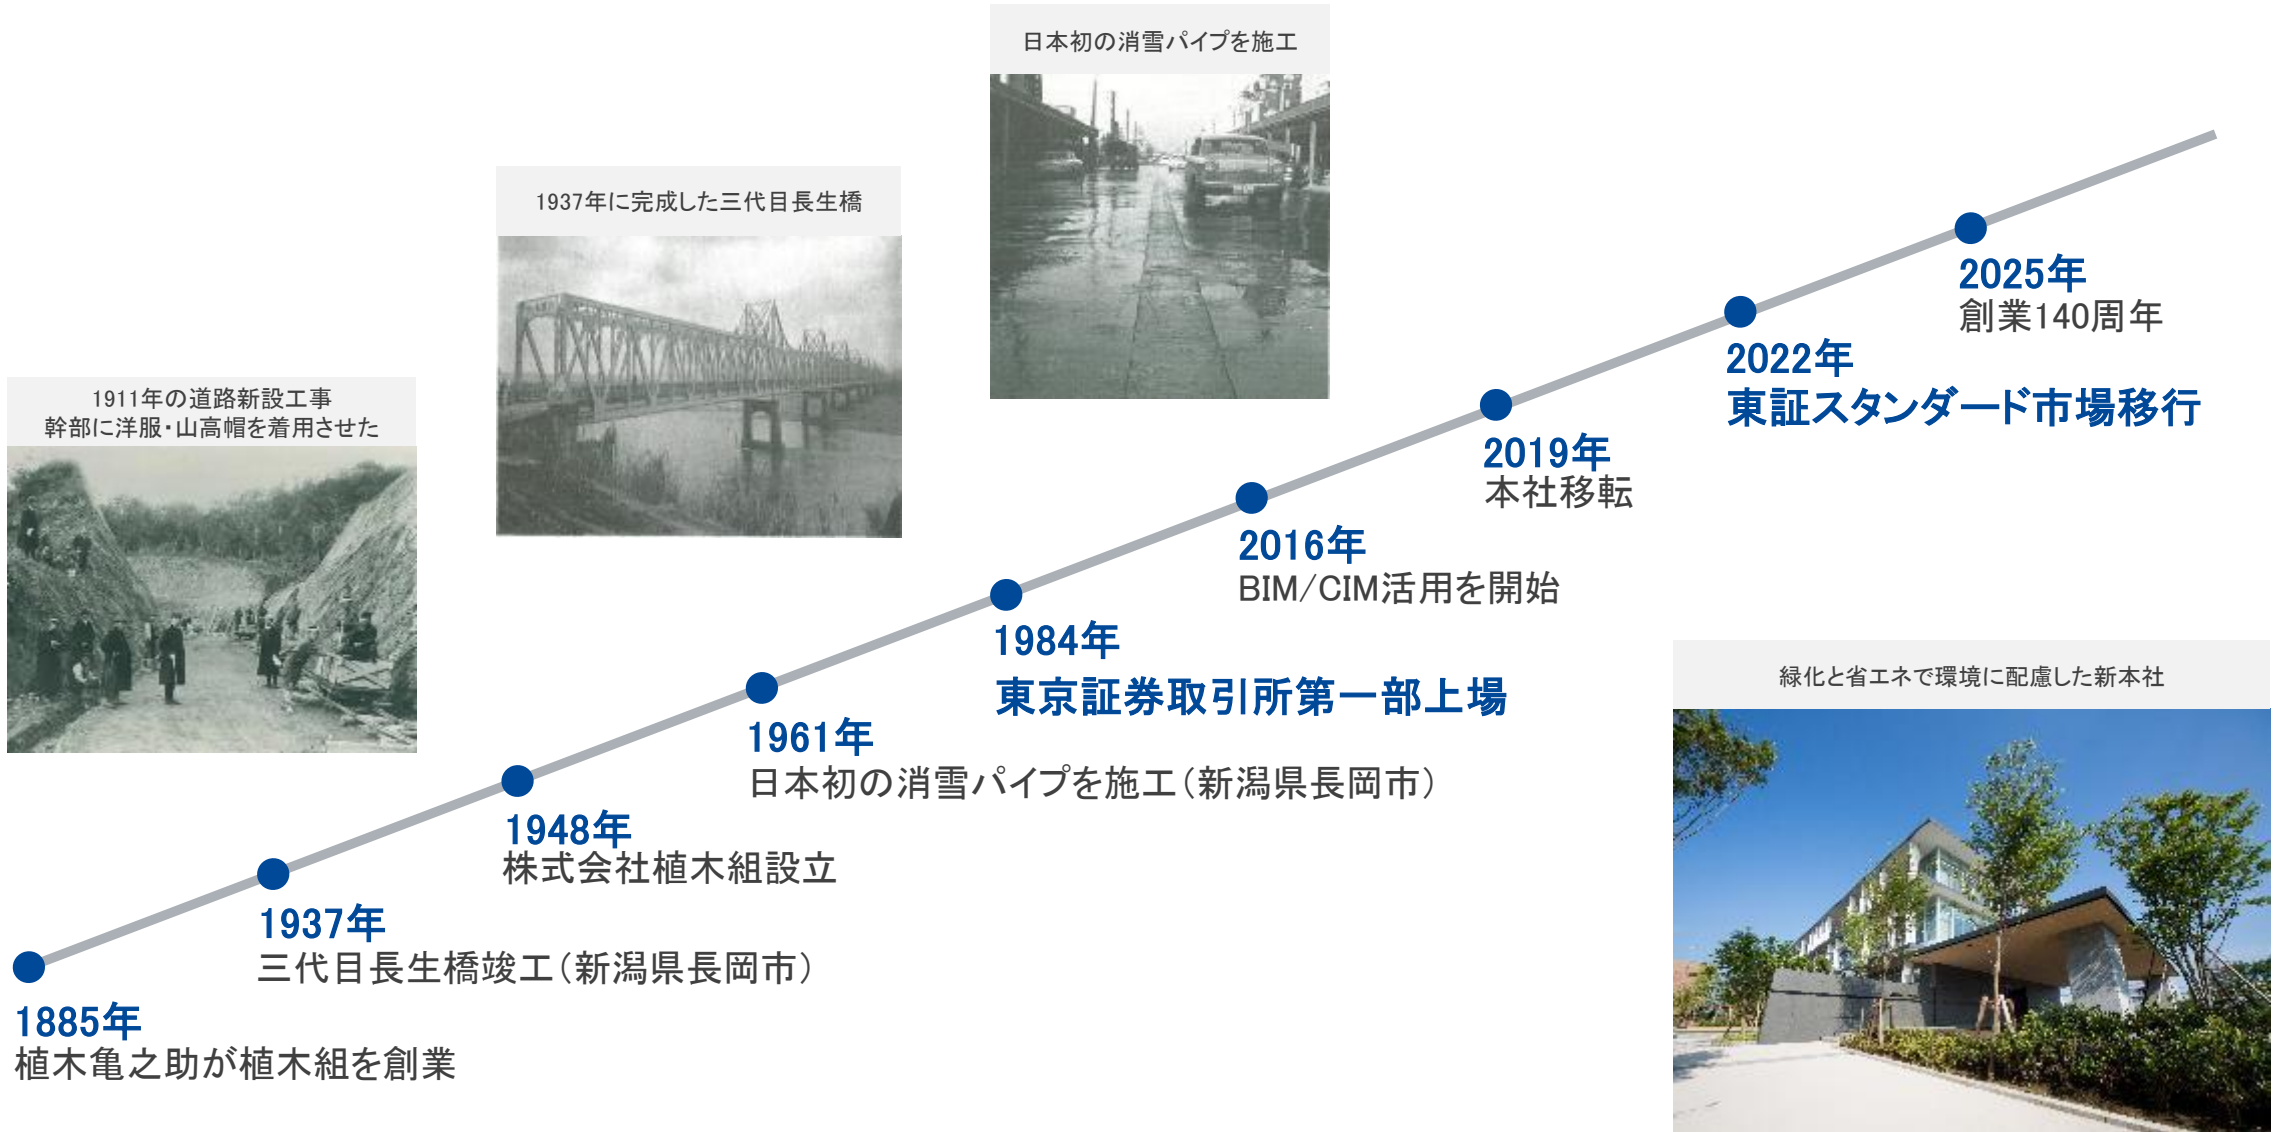 日本初の消雪パイプを施工
1937年に完成した三代目長生橋
1911年の道路新設工事
幹部に洋服・山高帽を着用させた
2025年
創業140周年
2022年
東証スタンダード市場移行
2019年
本社移転
2016年
BIM/CIM活用を開始
1984年
東京証券取引所第一部上場
1961年
日本初の消雪パイプを施工（新潟県長岡市）
1948年
株式会社植木組設立
1937年
三代目長生橋竣工（新潟県長岡市）
1885年
植木亀之助が植木組を創業
緑化と省エネで環境に配慮した新本社